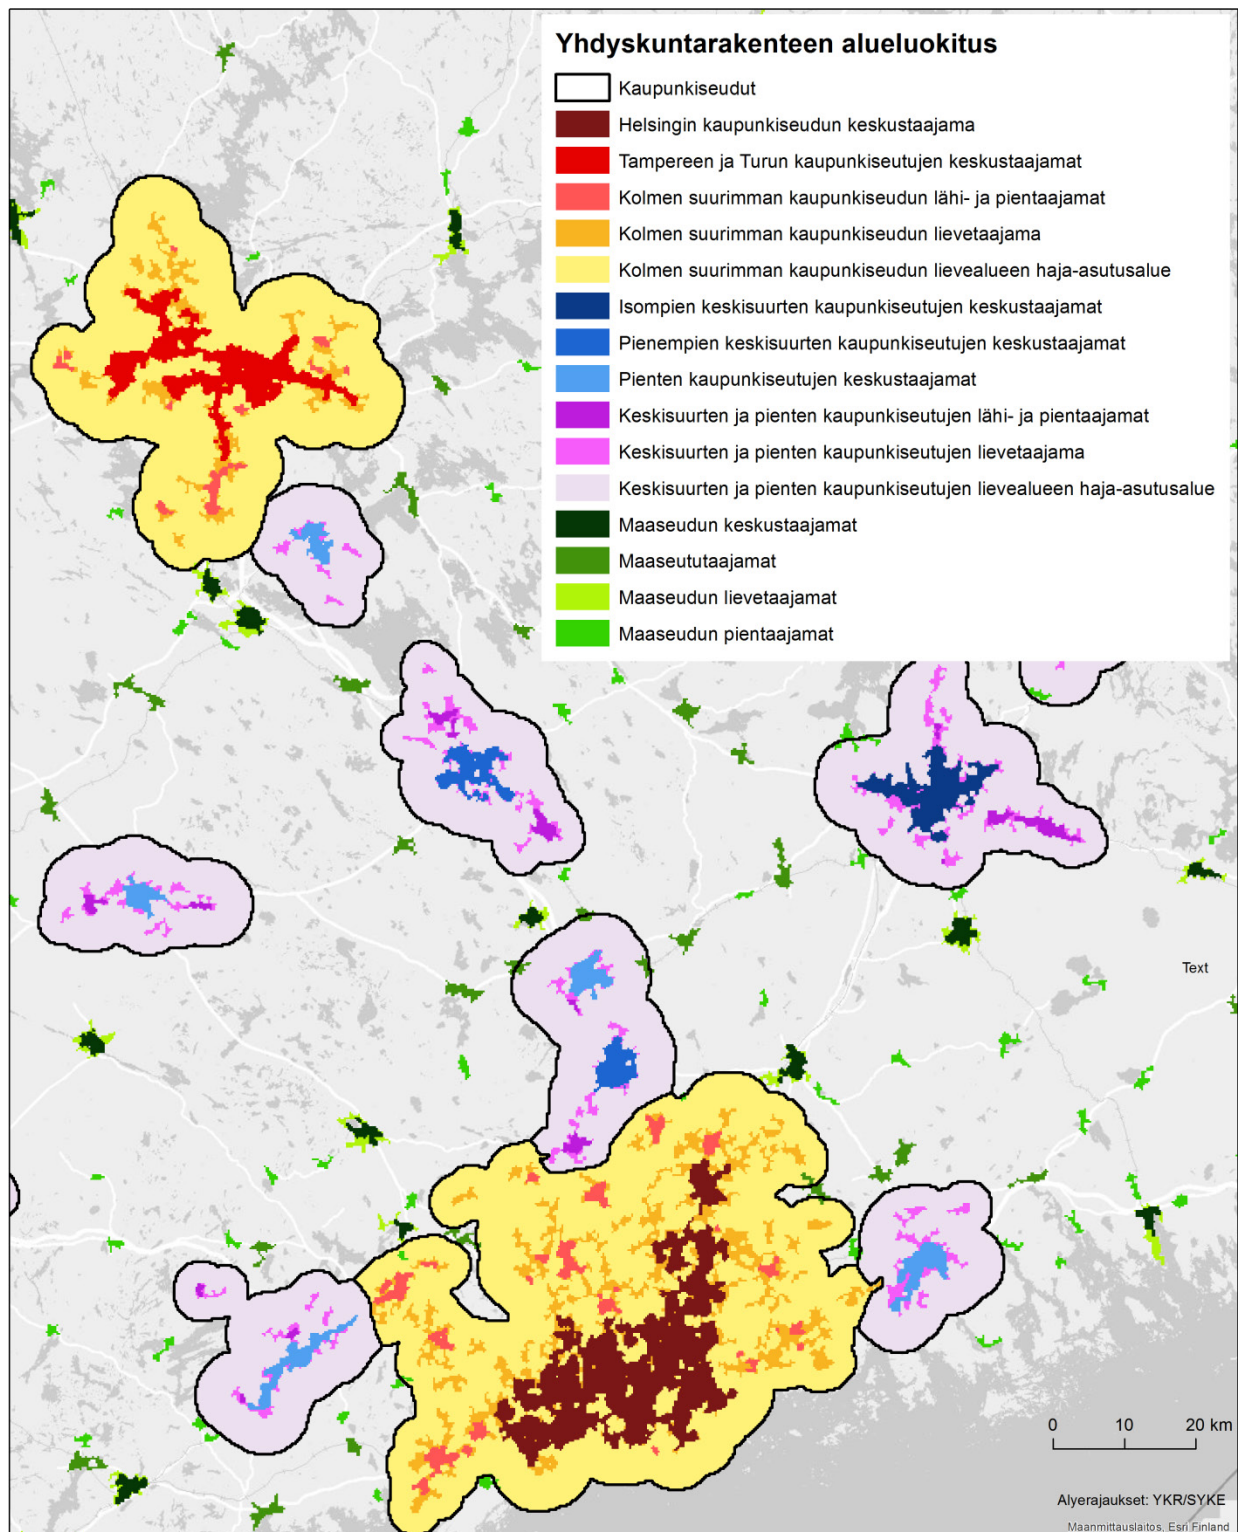 Yhdyskuntarakenteen alueluokitus
Kaupunkiseudut
Helsingin kaupunkiseudun keskustaajama
Tampereen ja Turun kaupunkiseutujen keskustaajamat
Kolmen suurimman kaupunkiseudun lähi- ja pientaajamat
Kolmen suurimman kaupunkiseudun lievetaajama
Kolmen suurimman kaupunkiseudun lievealueen haja-asutusalue
Isompien keskisuurten kaupunkiseutujen keskustaajamat
Pienempien keskisuurten kaupunkiseutujen keskustaajamat
Pienten kaupunkiseutujen keskustaajamat
Keskisuurten ja pienten kaupunkiseutujen lähi- ja pientaajamat
Keskisuurten ja pienten kaupunkiseutujen lievetaajama
Keskisuurten ja pienten kaupunkiseutujen lievealueen haja-asutusalue
Maaseudun keskustaajamat
Maaseututaajamat
Maaseudun lievetaajamat
Maaseudun pientaajamat
Text
0 10 20 km
Alyerajaukset: YKR/SYKE
Maanmittauslaitos, Esri Finland